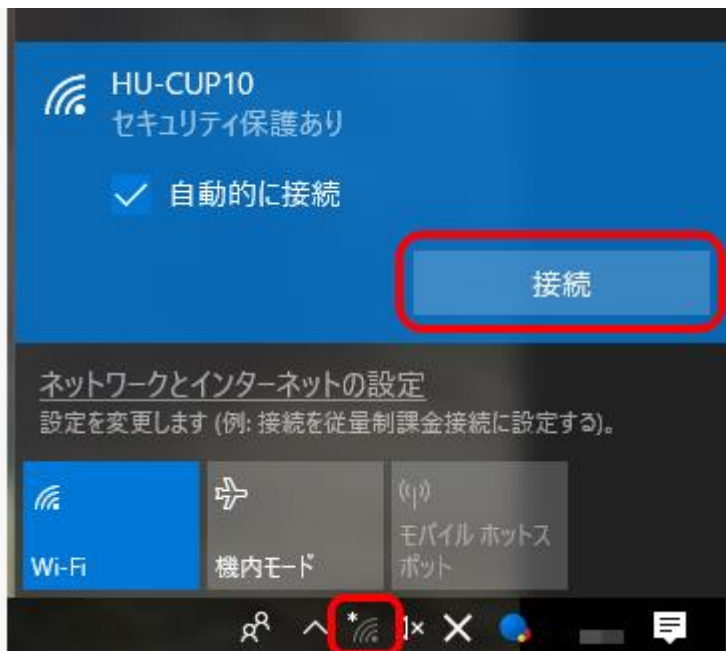 HU-CUP10
セキュリティ保護あり
自動的に接続
接続
ネットワークとインターネットの設定
設定を変更します (例: 接続を従量制課金接続に設定する)。
Wi-Fi
機内モード
モバイル ホットス
ポット